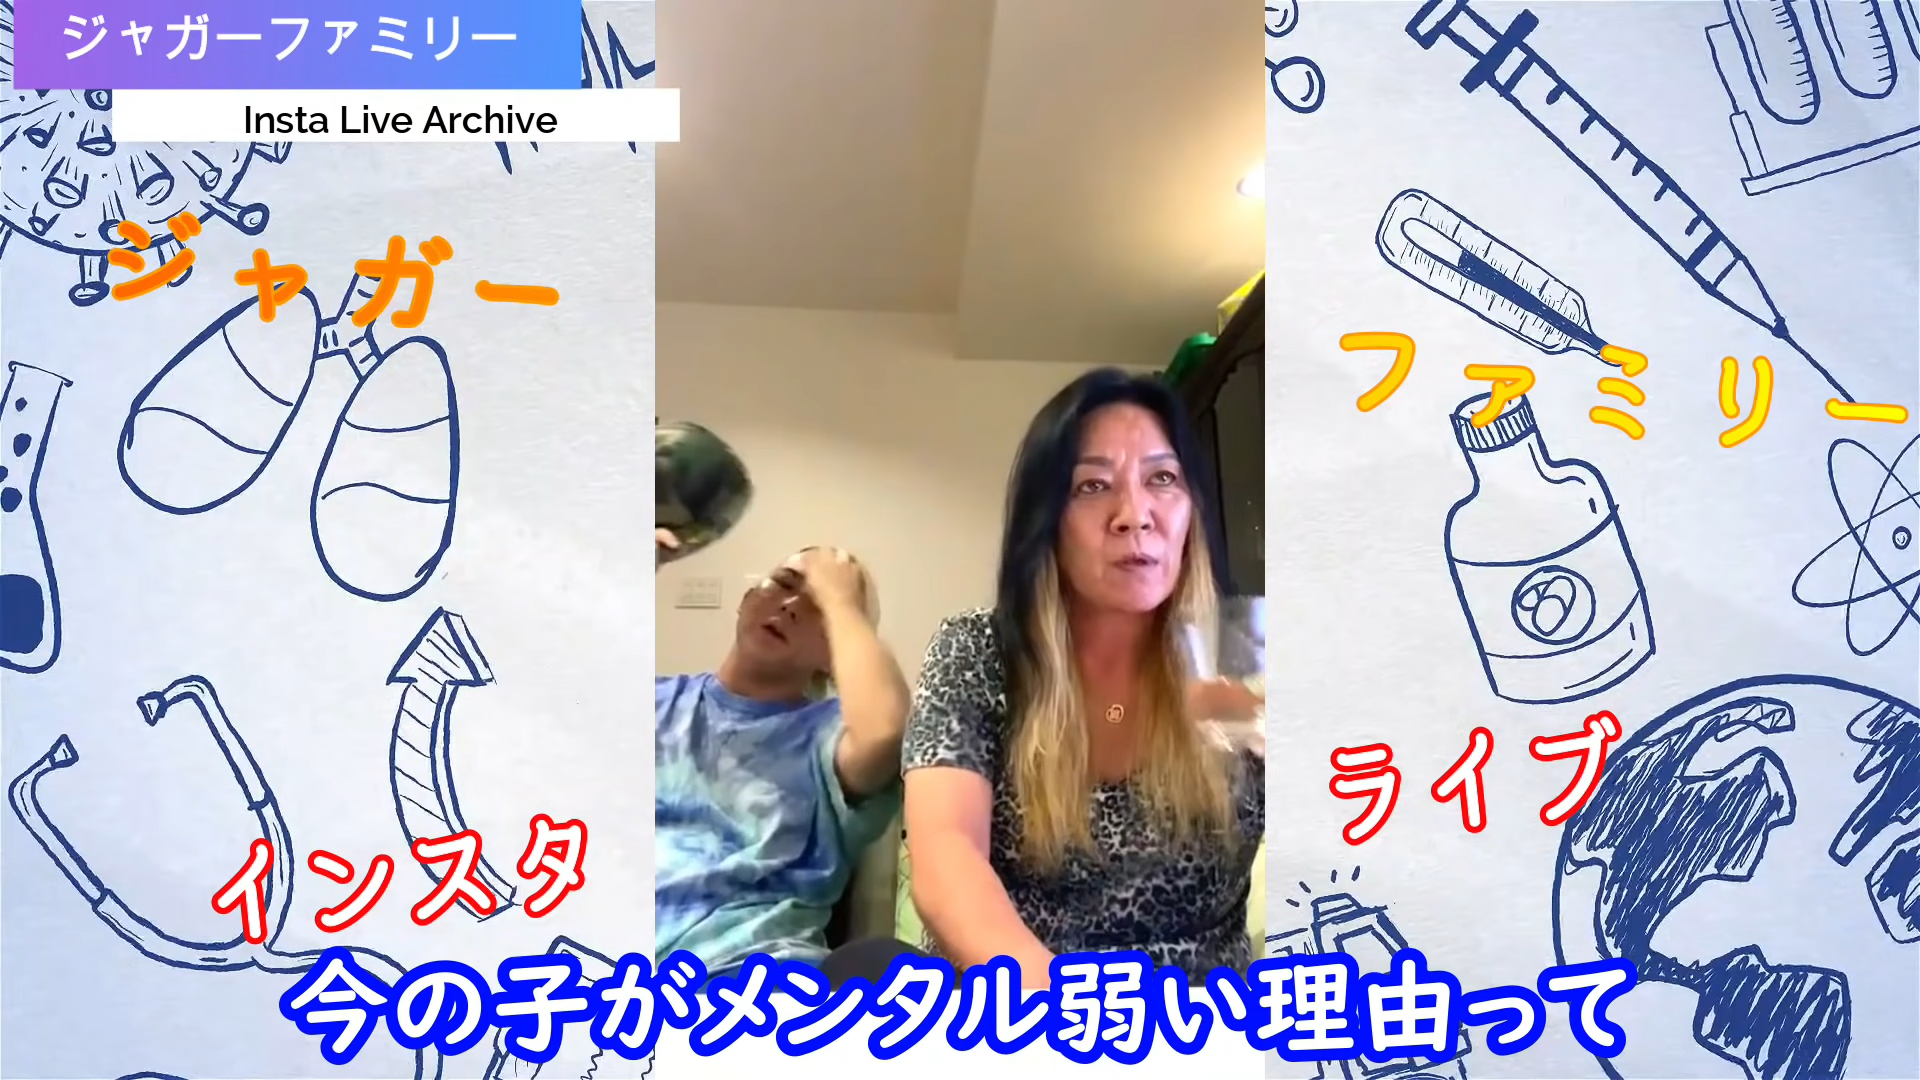 ジャガーファミリー
Insta Live Archive
ジャガー
ファミリー
インスタ
ライブ
今の子がメンタル弱い理由って